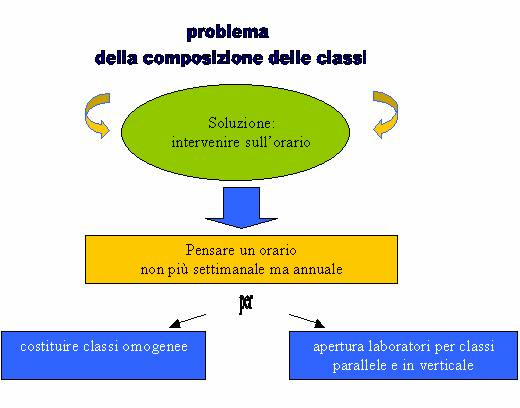 problema
della composizione delle classi
Soluzione:
intervenire sull'orario
Pensare un orario
non più settimanale ma annuale
per
costituire classi omogenee
apertura laboratori per classi
parallele e in verticale